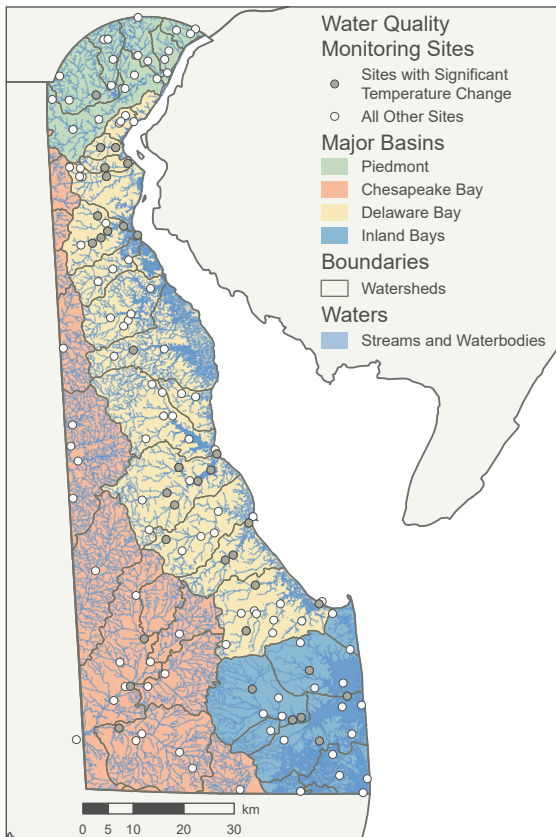 Water Quality
Monitoring Sites
Sites with Significant
Temperature Change
All Other Sites
Major Basins
Piedmont
Chesapeake Bay
Delaware Bay
Inland Bays
Boundaries
Watersheds
Waters
Streams and Waterbodies
km
0 5 10 20 30